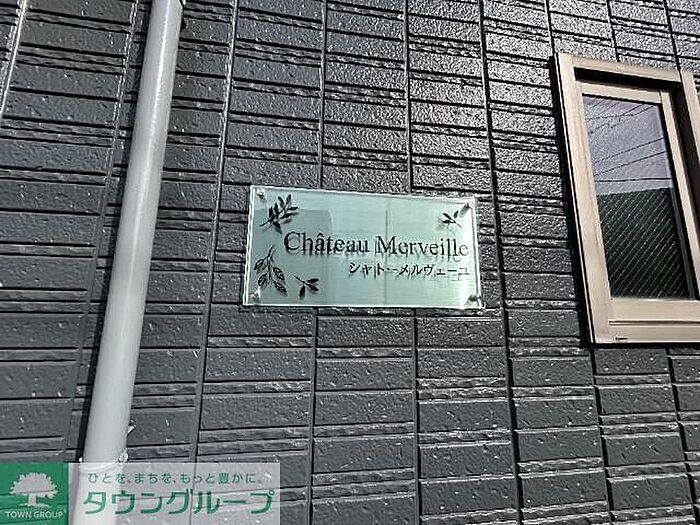 Château Merveille
シャトーメルヴェーユ
ひとを、まちを、もっと豊かに。
タウングループ
TOWN GROUP